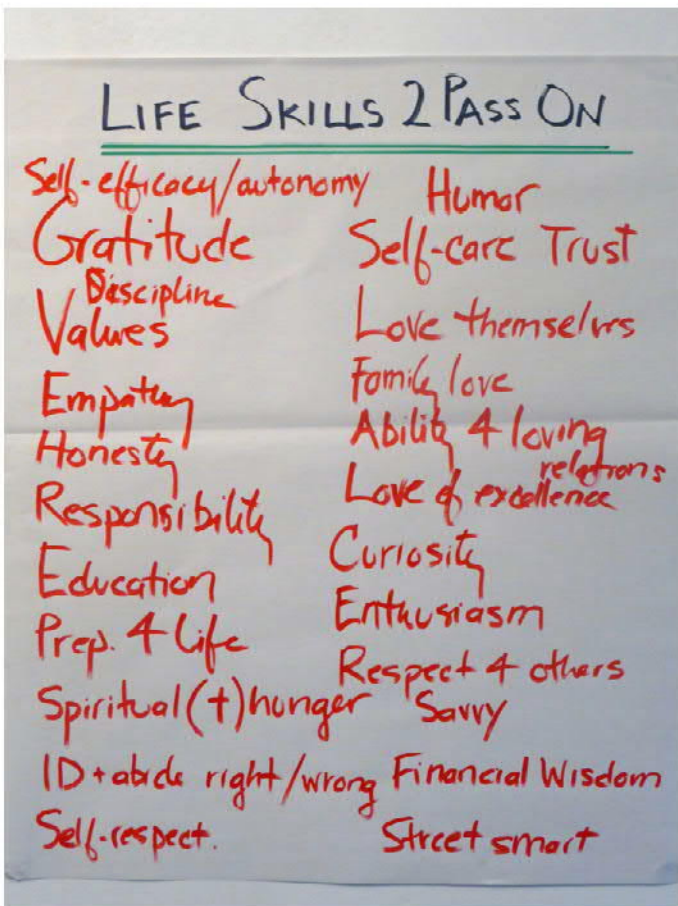 LIFE SKILLS 2 PASS ON
Self-efficacy/autonomy
Gratitude
Discipline
Values
Empathy
Honesty
Responsibility
Education
Prep. 4 life
Spiritual (+) hunger
ID + abide right/wrong
Self-respect.
Humor
Self-care Trust
Love themselves
Family love
Ability 4 loving
relations
Love of excellence
Curiosity
Enthusiasm
Respect 4 others
Savvy
Financial Wisdom
Street smart